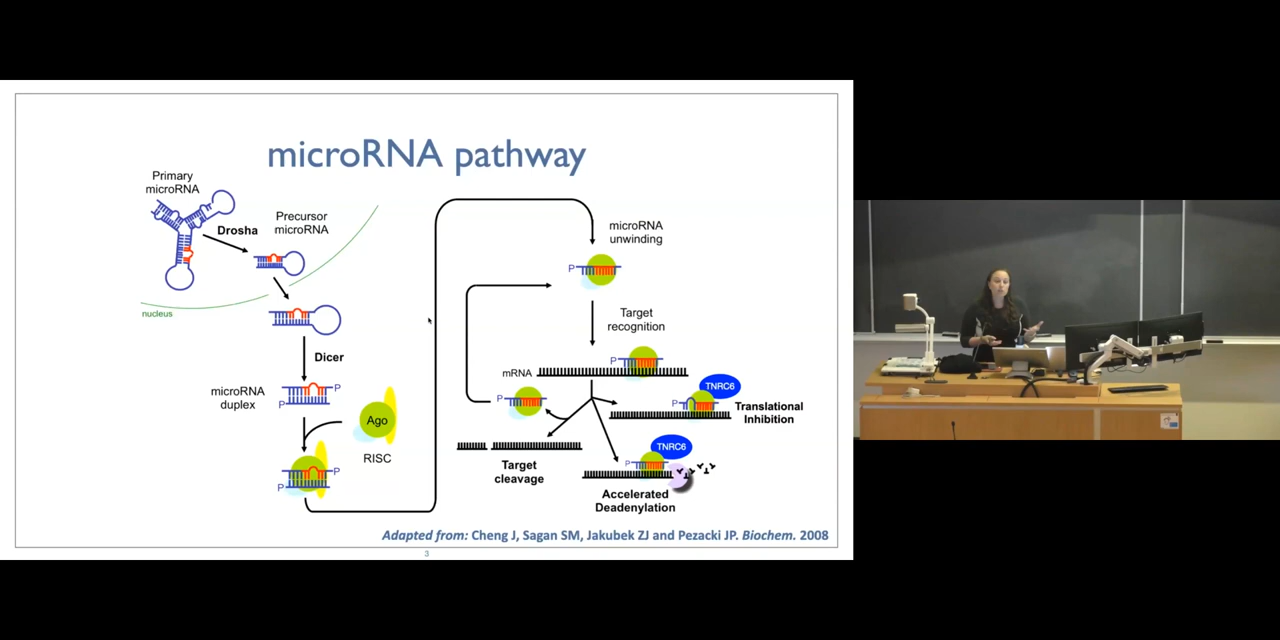 microRNA pathway
Primary
microRNA
Drosha
Precursor
microRNA
nucleus
Dicer
microRNA
duplex
P
P
Ago
RISC
P
P
microRNA
unwinding
P
Target
recognition
P
mRNA
P
TNRC6
P
Translational
Inhibition
Target
cleavage
TNRC6
P
Accelerated
Deadenylation
Adapted from: Cheng J, Sagan SM, Jakubek ZJ and Pezacki JP. Biochem. 2008
3